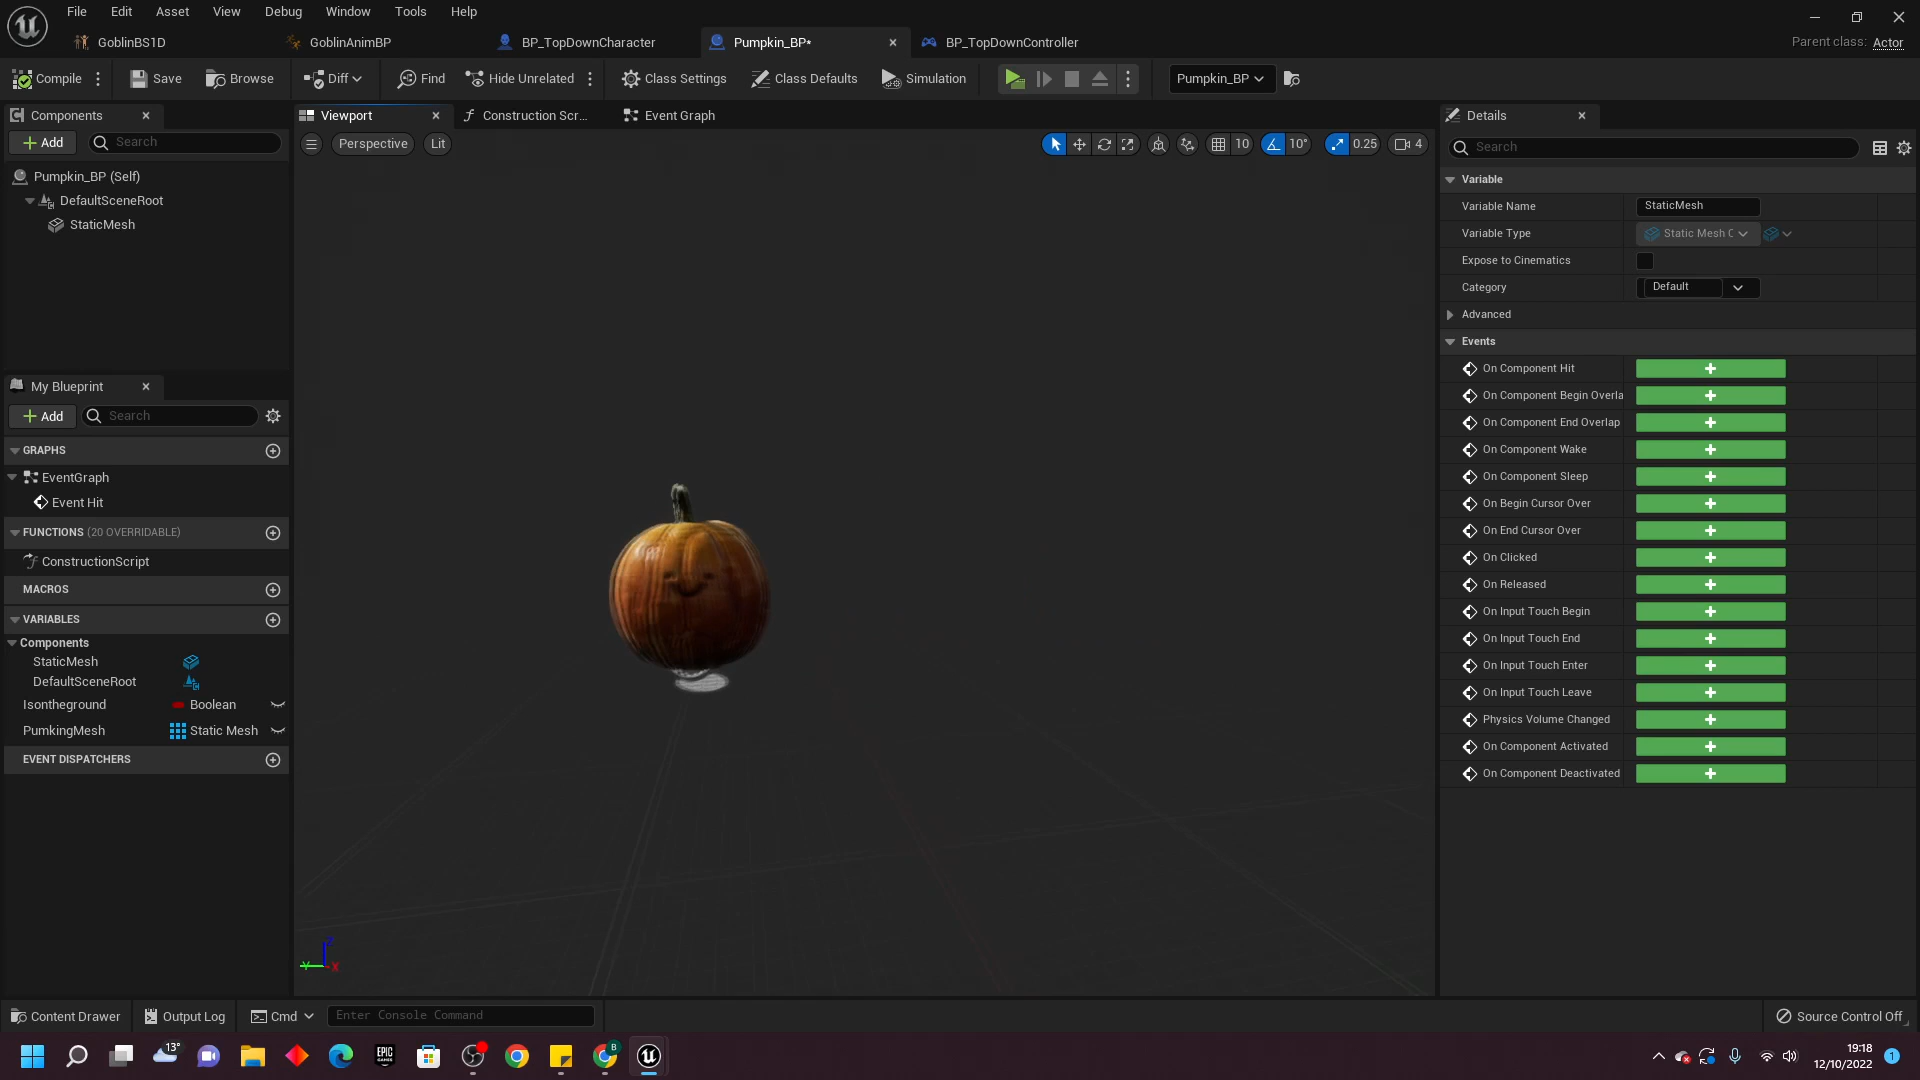 File Edit Asset View Debug Window Tools Help
GoblinBS1D GoblinAnimBP BP_TopDownCharacter Pumpkin_BP* BP_TopDownController Parent class: Actor
Compile Save Browse Diff Find Hide Unrelated Class Settings Class Defaults Simulation Pumpkin_BP
Components Viewport Construction Scr... Event Graph Details
Add Search Perspective Lit 10 10° 0.25 4 Search
Pumpkin_BP (Self)
DefaultSceneRoot
StaticMesh
My Blueprint
Add Search
GRAPHS
EventGraph
Event Hit
FUNCTIONS (20 OVERRIDABLE)
ConstructionScript
MACROS
VARIABLES
Components
StaticMesh
DefaultSceneRoot
Isontheground Boolean
PumkingMesh Static Mesh
EVENT DISPATCHERS
Z
Y X
Variable
Variable Name StaticMesh
Variable Type Static Mesh C
Expose to Cinematics
Category Default
Advanced
Events
On Component Hit
On Component Begin Overla
On Component End Overlap
On Component Wake
On Component Sleep
On Begin Cursor Over
On End Cursor Over
On Clicked
On Released
On Input Touch Begin
On Input Touch End
On Input Touch Enter
On Input Touch Leave
Physics Volume Changed
On Component Activated
On Component Deactivated
Content Drawer Output Log Cmd Enter Console Command Source Control Off
13° EPIC GAMES B 19:18
12/10/2022 1